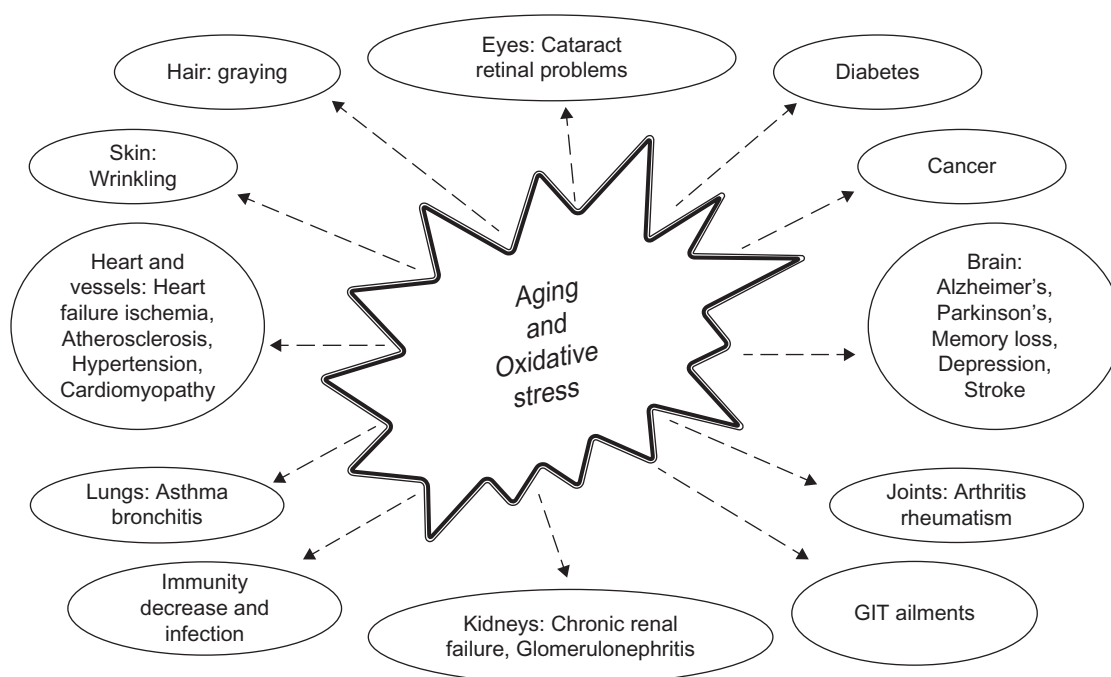 Eyes: Cataract
retinal problems
Hair: graying
Diabetes
Skin:
Wrinkling
Cancer
Heart and
vessels: Heart
failure ischemia,
Atherosclerosis,
Hypertension,
Cardiomyopathy
Aging
and
Oxidative
stress
Brain:
Alzheimer’s,
Parkinson’s,
Memory loss,
Depression,
Stroke
Lungs: Asthma
bronchitis
Joints: Arthritis
rheumatism
Immunity
decrease and
infection
Kidneys: Chronic renal
failure, Glomerulonephritis
GIT ailments